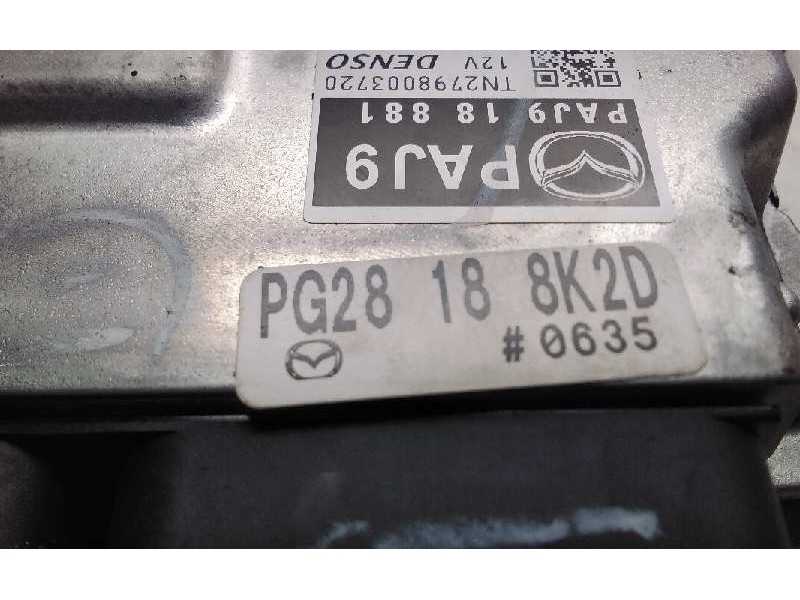 PAJ9
PAJ9 18 881
TN2798003720
12V DENSO
PG28 18 8K2D
#0635